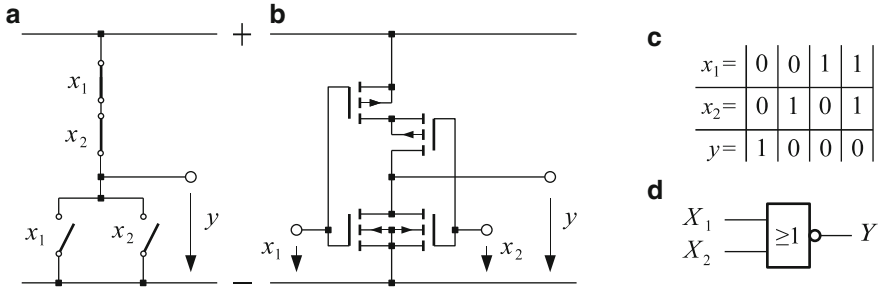 a
x₁
x₂
x₁
x₂
y
+
−
b
x₁
x₂
y
c
x₁= 0 0 1 1
x₂= 0 1 0 1
y= 1 0 0 0
d
X₁
X₂
≥1
Y